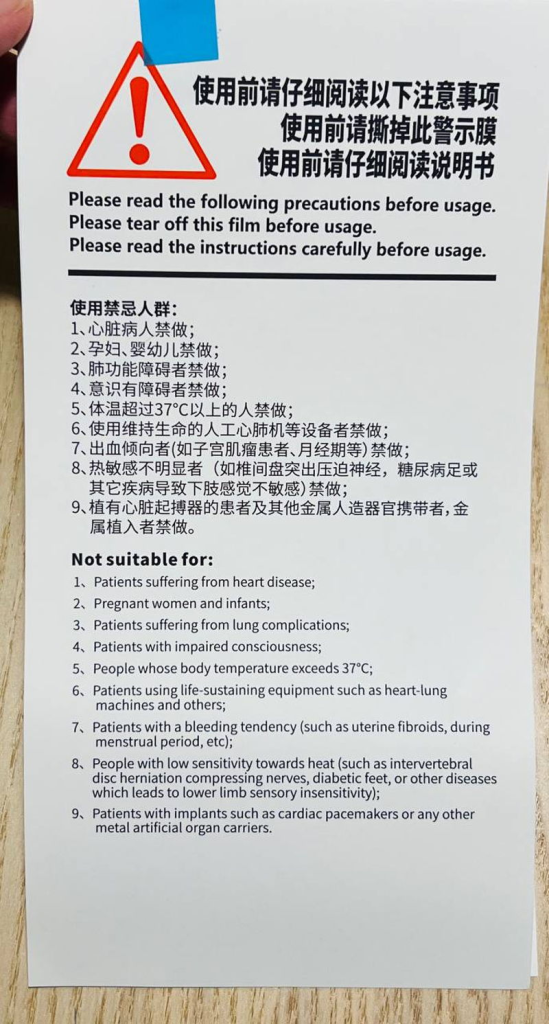 使用前请仔细阅读以下注意事项
使用前请撕掉此警示膜
使用前请仔细阅读说明书
Please read the following precautions before usage.
Please tear off this film before usage.
Please read the instructions carefully before usage.
使用禁忌人群：
1、心脏病人禁做；
2、孕妇、婴幼儿禁做；
3、肺功能障碍者禁做；
4、意识有障碍者禁做；
5、体温超过37℃以上的人禁做；
6、使用维持生命的人工心肺机等设备者禁做；
7、出血倾向者(如子宫肌瘤患者、月经期等）禁做；
8、热敏感不明显者（如椎间盘突出压迫神经，糖尿病足或
其它疾病导致下肢感觉不敏感）禁做；
9、植有心脏起搏器的患者及其他金属人造器官携带者，金
属植入者禁做。
Not suitable for:
1、Patients suffering from heart disease;
2、Pregnant women and infants;
3、Patients suffering from lung complications;
4、Patients with impaired consciousness;
5、People whose body temperature exceeds 37℃;
6、Patients using life-sustaining equipment such as heart-lung
machines and others;
7、Patients with a bleeding tendency (such as uterine fibroids, during
menstrual period, etc);
8、People with low sensitivity towards heat (such as intervertebral
disc herniation compressing nerves, diabetic feet, or other diseases
which leads to lower limb sensory insensitivity);
9、Patients with implants such as cardiac pacemakers or any other
metal artificial organ carriers.